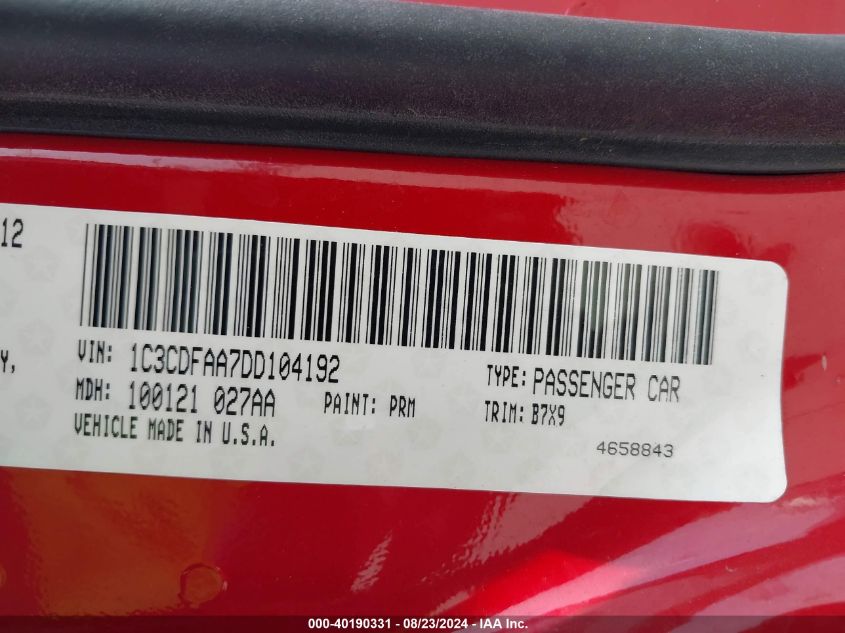 12
Y,
VIN: 1C3CDFAA7DD104192
TYPE: PASSENGER CAR
MDH: 100121 027AA
PAINT: PRM
TRIM: B7X9
VEHICLE MADE IN U.S.A.
4658843
000-40190331 - 08/23/2024 - IAA Inc.